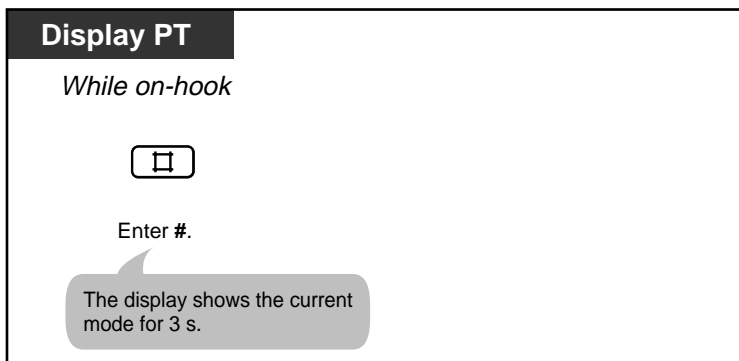 Display PT
While on-hook
#
Enter #.
The display shows the current
mode for 3 s.